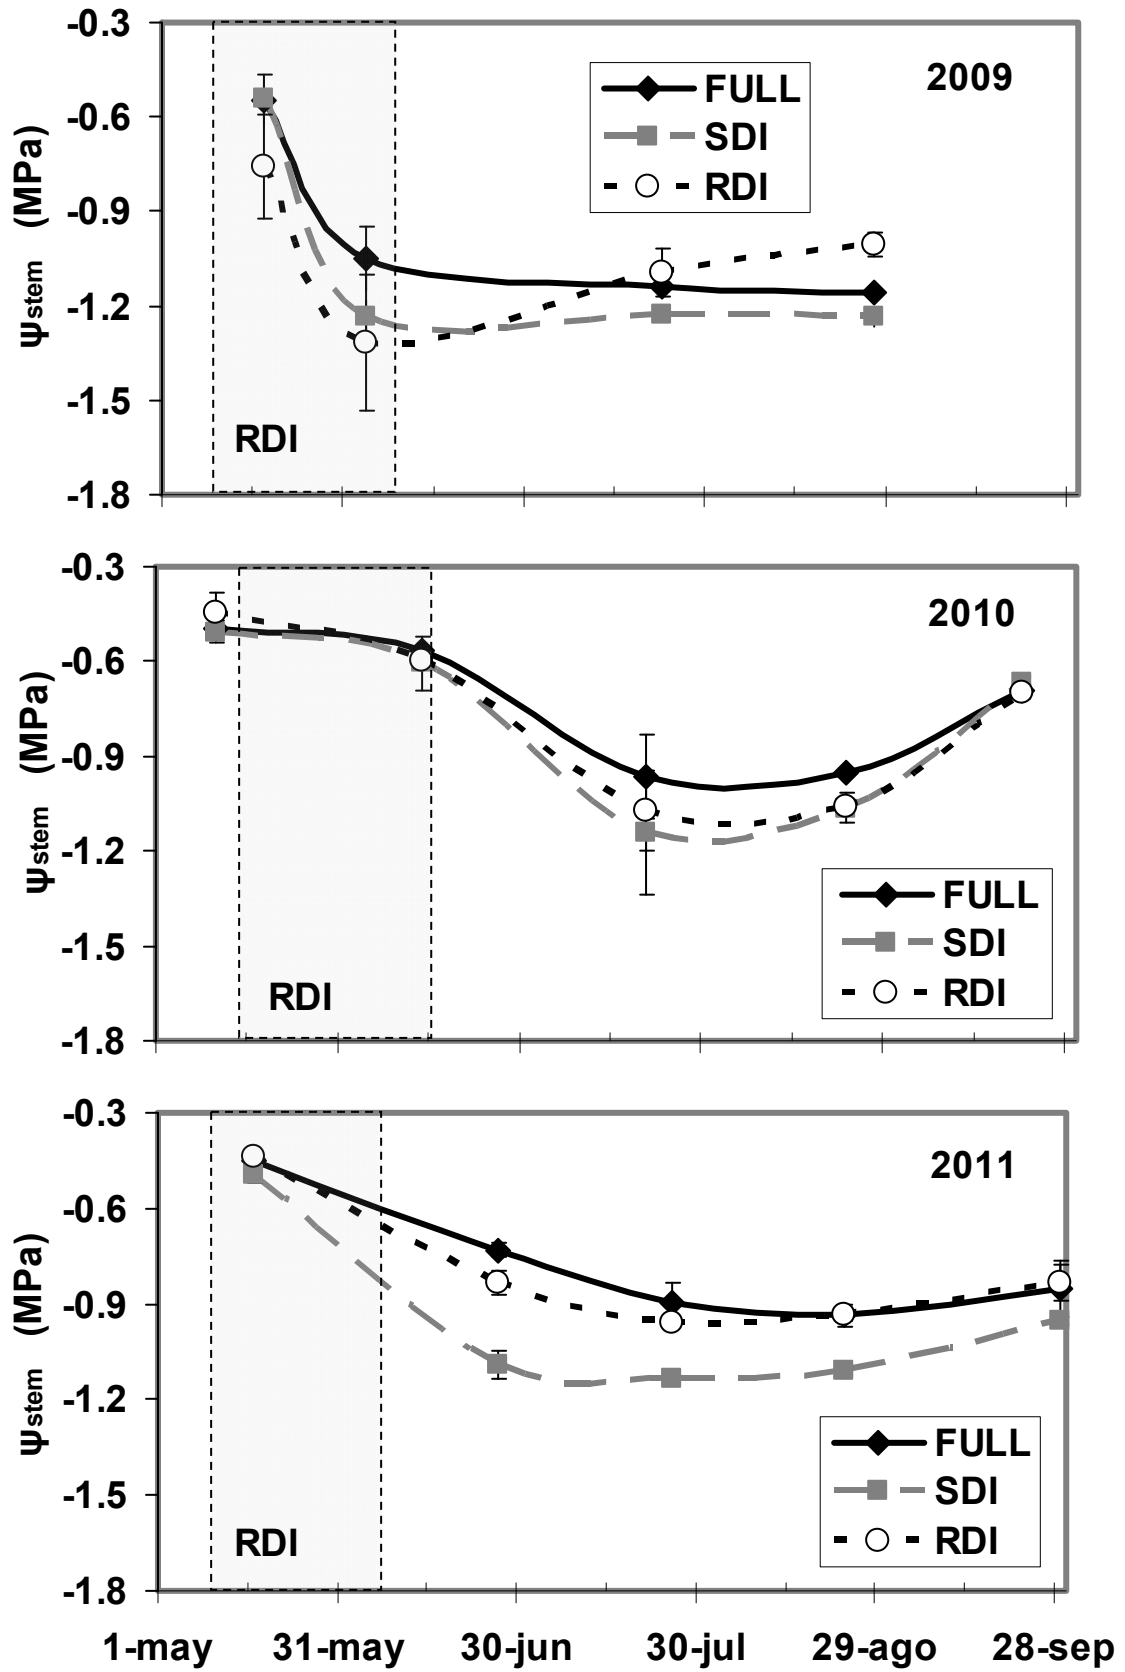 2009
FULL
SDI
RDI
-0.3
-0.6
-0.9
-1.2
-1.5
-1.8
Ψstem (MPa)
RDI
2010
-0.3
-0.6
-0.9
-1.2
-1.5
-1.8
Ψstem (MPa)
FULL
SDI
RDI
RDI
2011
-0.3
-0.6
-0.9
-1.2
-1.5
-1.8
Ψstem (MPa)
FULL
SDI
RDI
RDI
1-may 31-may 30-jun 30-jul 29-ago 28-sep